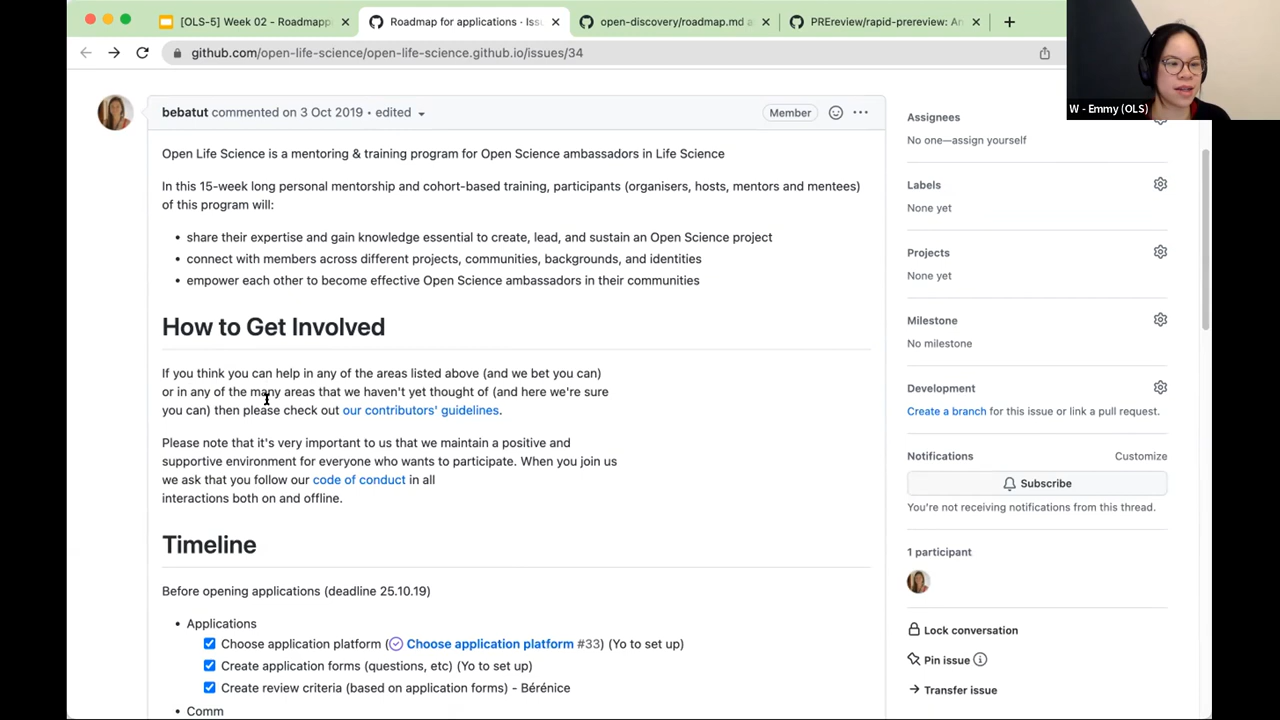 [OLS-5] Week 02 - Roadmappi
Roadmap for applications · Iss
open-discovery/roadmap.md a
PREreview/rapid-prereview: An
github.com/open-life-science/open-life-science.github.io/issues/34
W - Emmy (OLS)
bebatut commented on 3 Oct 2019 • edited
Member
Open Life Science is a mentoring & training program for Open Science ambassadors in Life Science
In this 15-week long personal mentorship and cohort-based training, participants (organisers, hosts, mentors and mentees)
of this program will:
• share their expertise and gain knowledge essential to create, lead, and sustain an Open Science project
• connect with members across different projects, communities, backgrounds, and identities
• empower each other to become effective Open Science ambassadors in their communities
How to Get Involved
If you think you can help in any of the areas listed above (and we bet you can)
or in any of the many areas that we haven't yet thought of (and here we're sure
you can) then please check out our contributors' guidelines.
Please note that it's very important to us that we maintain a positive and
supportive environment for everyone who wants to participate. When you join us
we ask that you follow our code of conduct in all
interactions both on and offline.
Timeline
Before opening applications (deadline 25.10.19)
• Applications
Choose application platform (Choose application platform #33) (Yo to set up)
Create application forms (questions, etc) (Yo to set up)
Create review criteria (based on application forms) - Bérénice
• Comm
Assignees
No one—assign yourself
Labels
None yet
Projects
None yet
Milestone
No milestone
Development
Create a branch for this issue or link a pull request.
Notifications
Customize
Subscribe
You're not receiving notifications from this thread.
1 participant
Lock conversation
Pin issue
Transfer issue